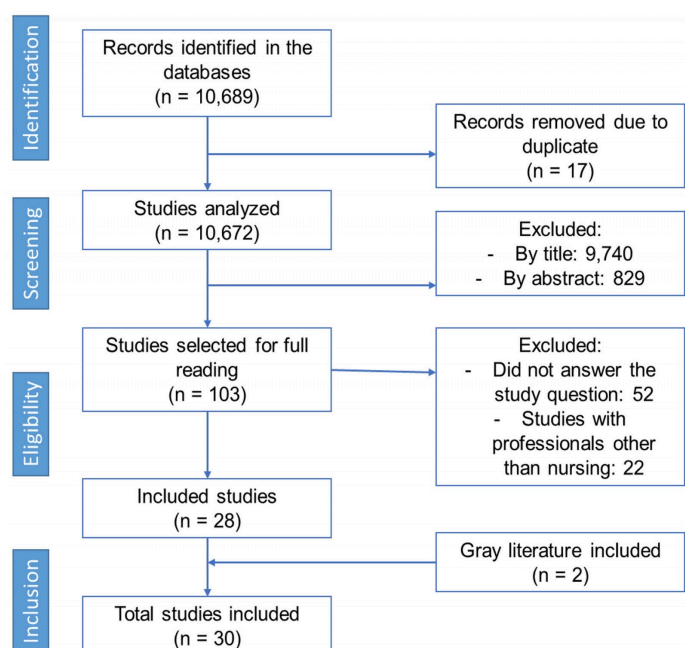 Identification
Records identified in the
databases
(n = 10,689)
Records removed due to
duplicate
(n = 17)
Screening
Studies analyzed
(n = 10,672)
Excluded:
- By title: 9,740
- By abstract: 829
Eligibility
Studies selected for full
reading
(n = 103)
Excluded:
- Did not answer the
study question: 52
- Studies with
professionals other
than nursing: 22
Included studies
(n = 28)
Inclusion
Gray literature included
(n = 2)
Total studies included
(n = 30)